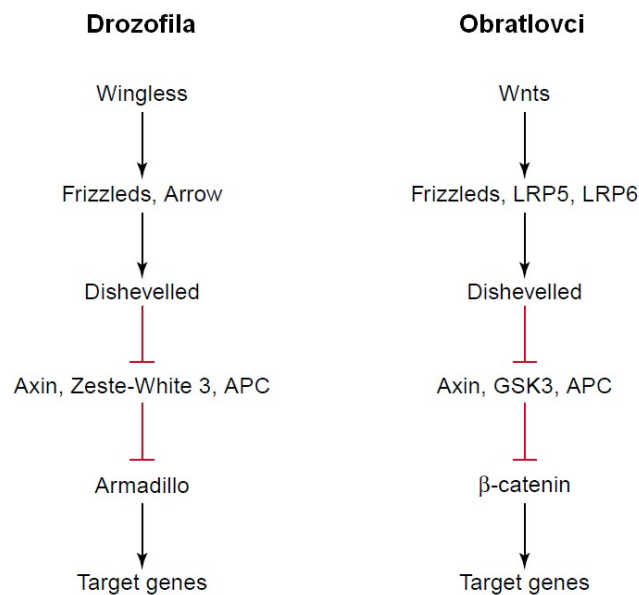 Drozofila
Wingless
Frizzleds, Arrow
Dishevelled
Axin, Zeste-White 3, APC
Armadillo
Target genes
Obratlovci
Wnts
Frizzleds, LRP5, LRP6
Dishevelled
Axin, GSK3, APC
β-catenin
Target genes